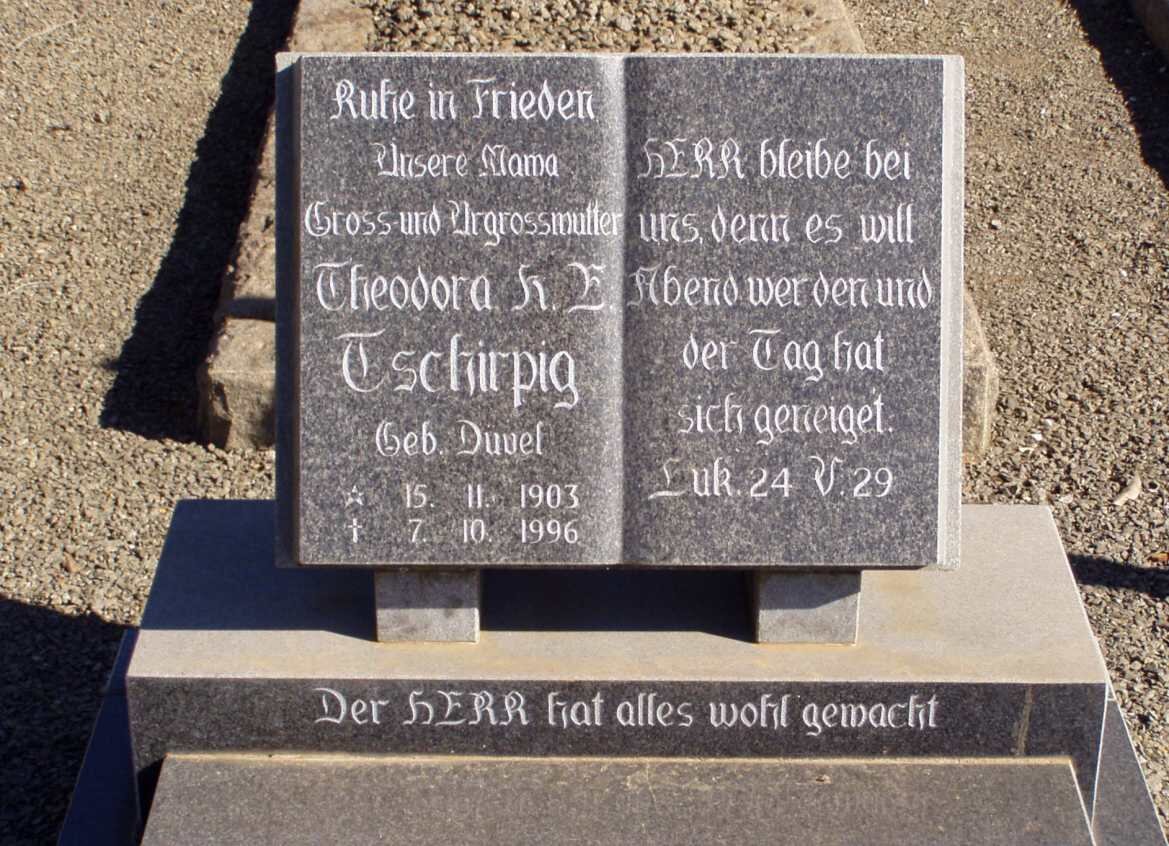 Ruhe in Frieden
Unsere Mama
Gross-und Urgrossmutter
Theodora h. E
Tschirpig
Geb. Düvel
☆ 15. 11. 1903
✝ 7. 10. 1996
HERR bleibe bei
uns, denn es will
Abend werden und
der Tag hat
sich geneiget.
Luk. 24 V. 29
Der HERR hat alles wohl gemacht